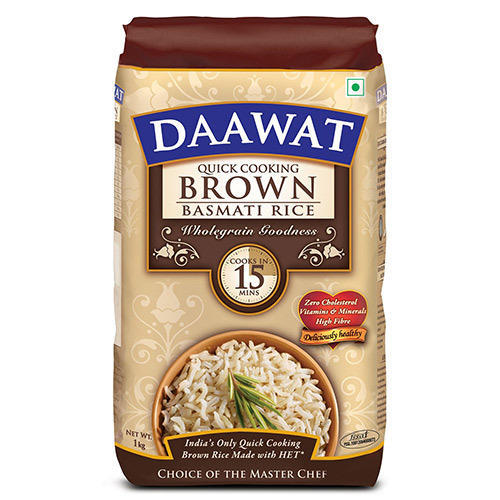 DAAWAT
QUICK COOKING
BROWN
BASMATI RICE
Wholegrain Goodness
COOKS IN
15
MINS
Zero Cholesterol
Vitamins & Minerals
High Fibre
Deliciously healthy
NET WT.
1kg
India's Only Quick Cooking
Brown Rice Made with HET*
CHOICE OF THE MASTER CHEF